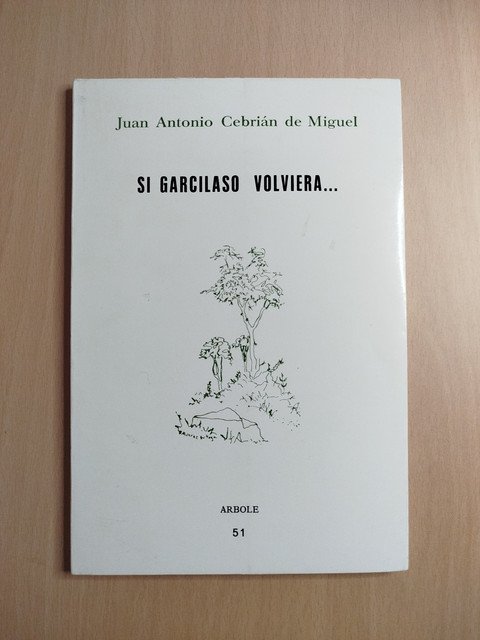 Juan Antonio Cebrián de Miguel
SI GARCILASO VOLVIERA...
ARBOLE
51